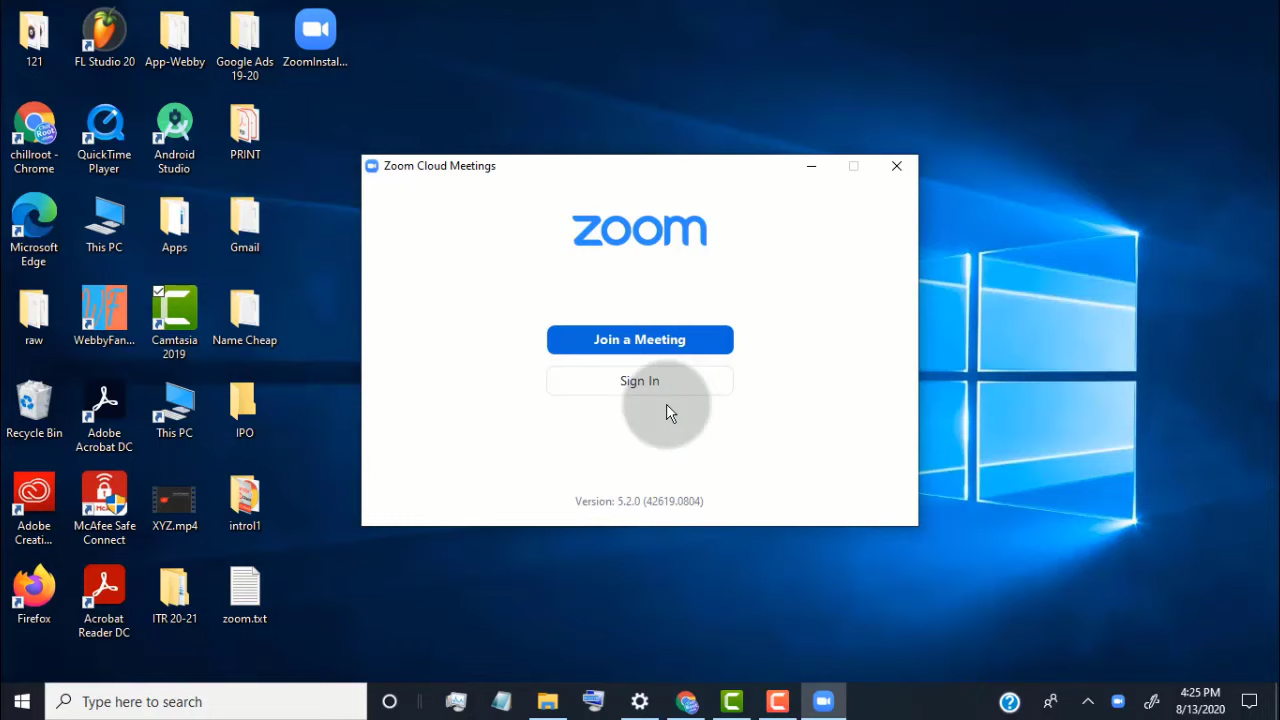 121
FL Studio 20
App-Webby
Google Ads
19-20
ZoomInstal...
chillroot -
Chrome
QuickTime
Player
Android
Studio
PRINT
Microsoft
Edge
This PC
Apps
Gmail
raw
WebbyFan...
Camtasia
2019
Name Cheap
Recycle Bin
Adobe
Acrobat DC
This PC
IPO
Adobe
Creati...
McAfee Safe
Connect
XYZ.mp4
introl1
Firefox
Acrobat
Reader DC
ITR 20-21
zoom.txt
Zoom Cloud Meetings
zoom
Join a Meeting
Sign In
Version: 5.2.0 (42619.0804)
Type here to search
4:25 PM
8/13/2020